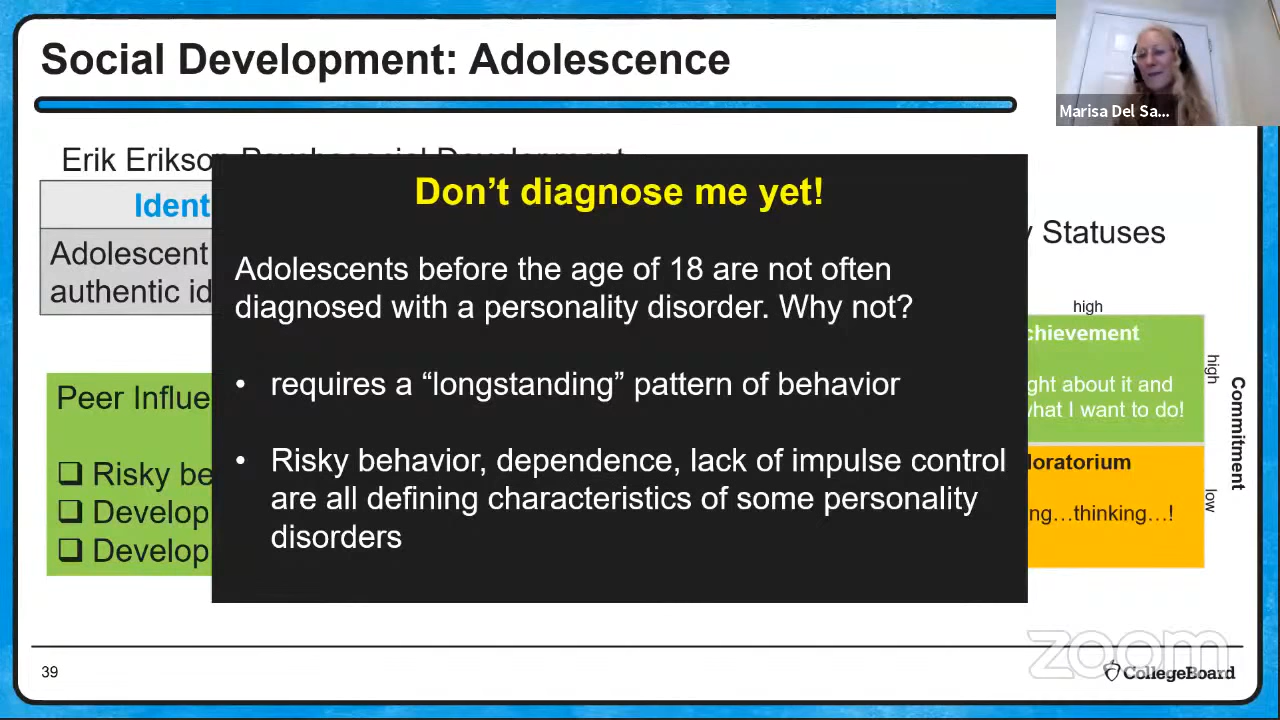 Social Development: Adolescence
Marisa Del Sa...
Erik Erikson Psychosocial Development
Ident
Adolescent
authentic id
Don’t diagnose me yet!
Adolescents before the age of 18 are not often
diagnosed with a personality disorder. Why not?
• requires a “longstanding” pattern of behavior
• Risky behavior, dependence, lack of impulse control
are all defining characteristics of some personality
disorders
Peer Influe
❑ Risky be
❑ Develop
❑ Develop
y Statuses
high
chievement
ght about it and
what I want to do!
high
Commitment
loratorium
ng...thinking...!
low
39
zoom
CollegeBoard